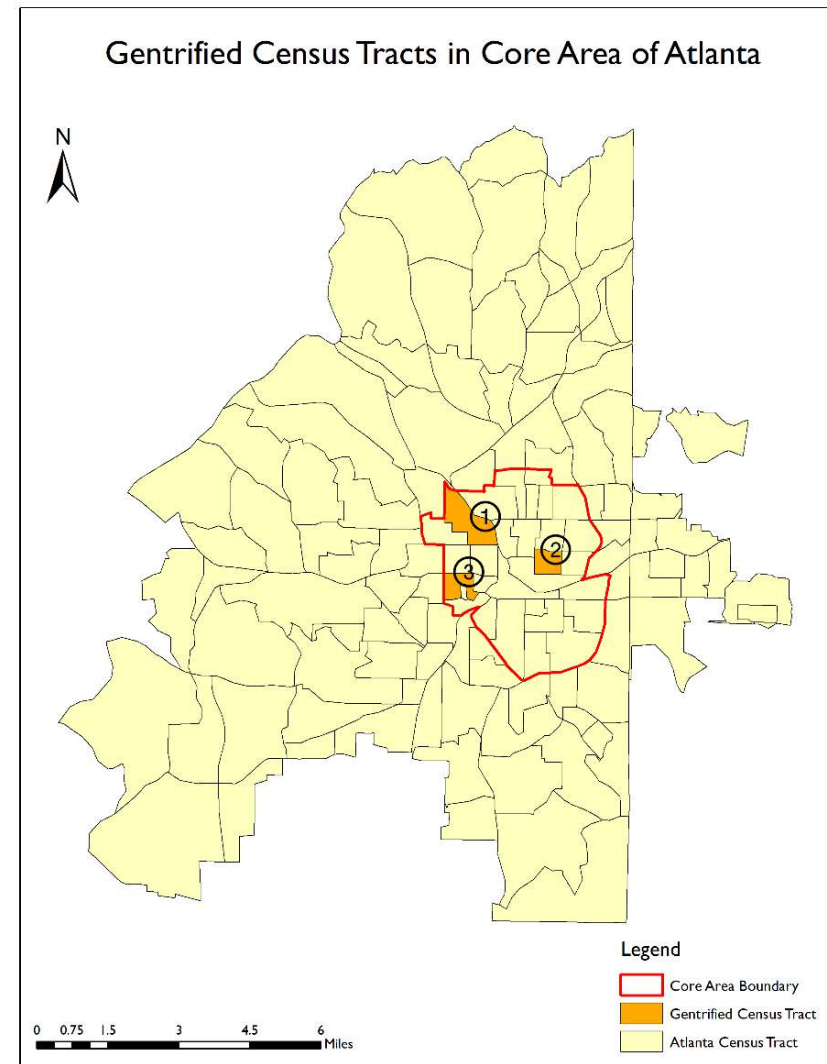 Gentrified Census Tracts in Core Area of Atlanta
N
1
2
3
Legend
Core Area Boundary
Gentrified Census Tract
Atlanta Census Tract
0 0.75 1.5 3 4.5 6
Miles